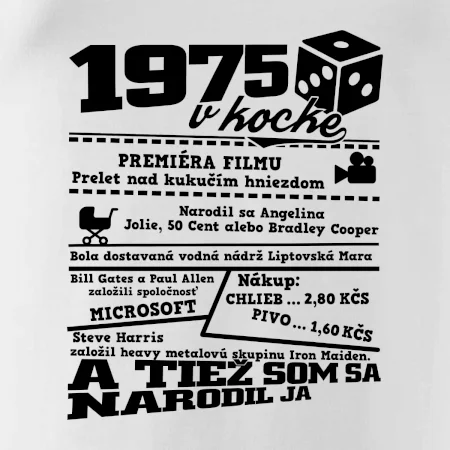 1975
v kocke
PREMIÉRA FILMU
Prelet nad kukučím hniezdom
Narodil sa Angelina
Jolie, 50 Cent alebo Bradley Cooper
Bola dostavaná vodná nádrž Liptovská Mara
Bill Gates a Paul Allen
založili spoločnosť
MICROSOFT
Nákup:
CHLIEB ... 2,80 KČS
PIVO ... 1,60 KČS
Steve Harris
založil heavy metalovú skupinu Iron Maiden.
A TIEŽ SOM SA
NARODIL JA